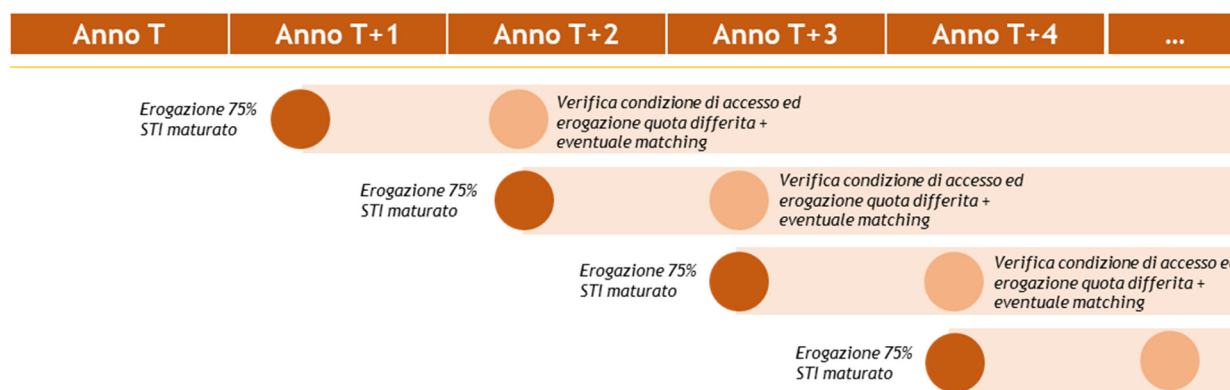 Anno T
Anno T+1
Anno T+2
Anno T+3
Anno T+4
...
Erogazione 75%
STI maturato
Verifica condizione di accesso ed
erogazione quota differita +
eventuale matching
Erogazione 75%
STI maturato
Verifica condizione di accesso ed
erogazione quota differita +
eventuale matching
Erogazione 75%
STI maturato
Verifica condizione di accesso e
erogazione quota differita +
eventuale matching
Erogazione 75%
STI maturato